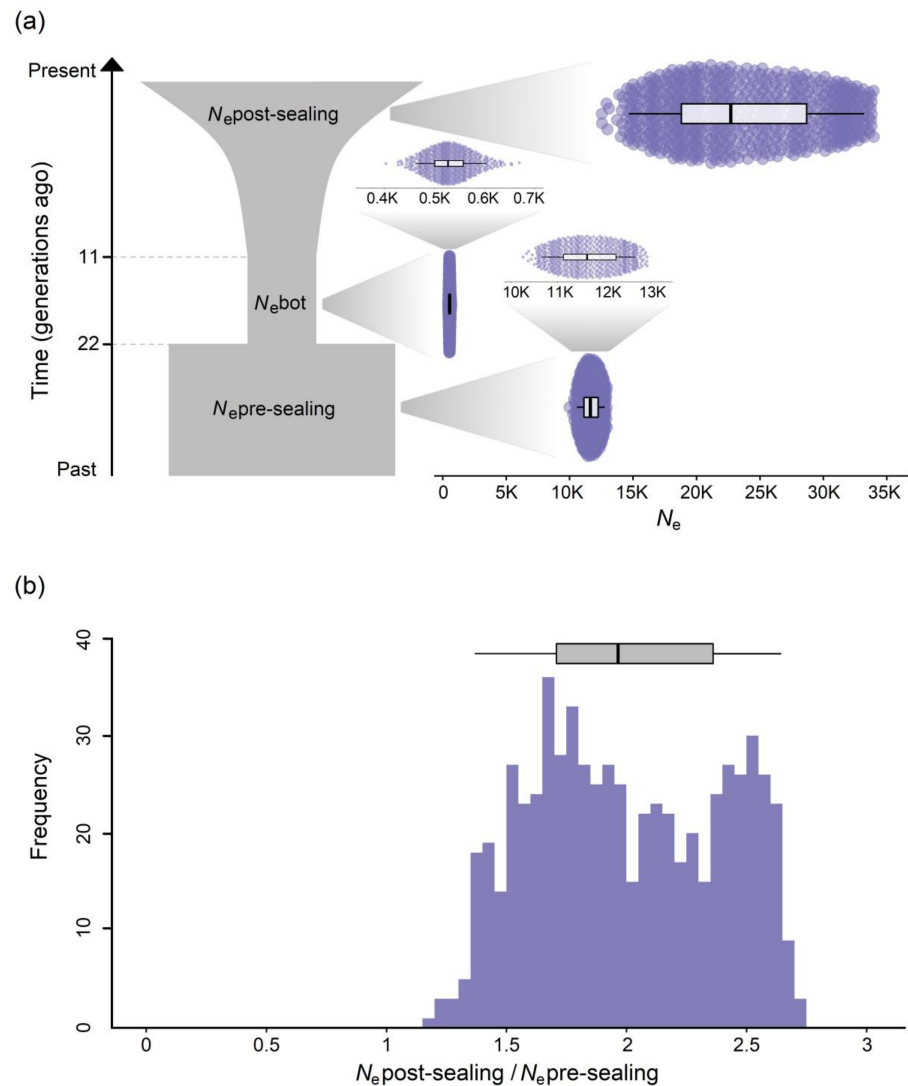 (a)
Present
Nepost-sealing
0.4K 0.5K 0.6K 0.7K
11
Nebot
10K 11K 12K 13K
22
Nepre-sealing
Past
Time (generations ago)
0 5K 10K 15K 20K 25K 30K 35K
Ne
(b)
40
30
20
10
0
Frequency
0 0.5 1 1.5 2 2.5 3
Nepost-sealing / Nepre-sealing